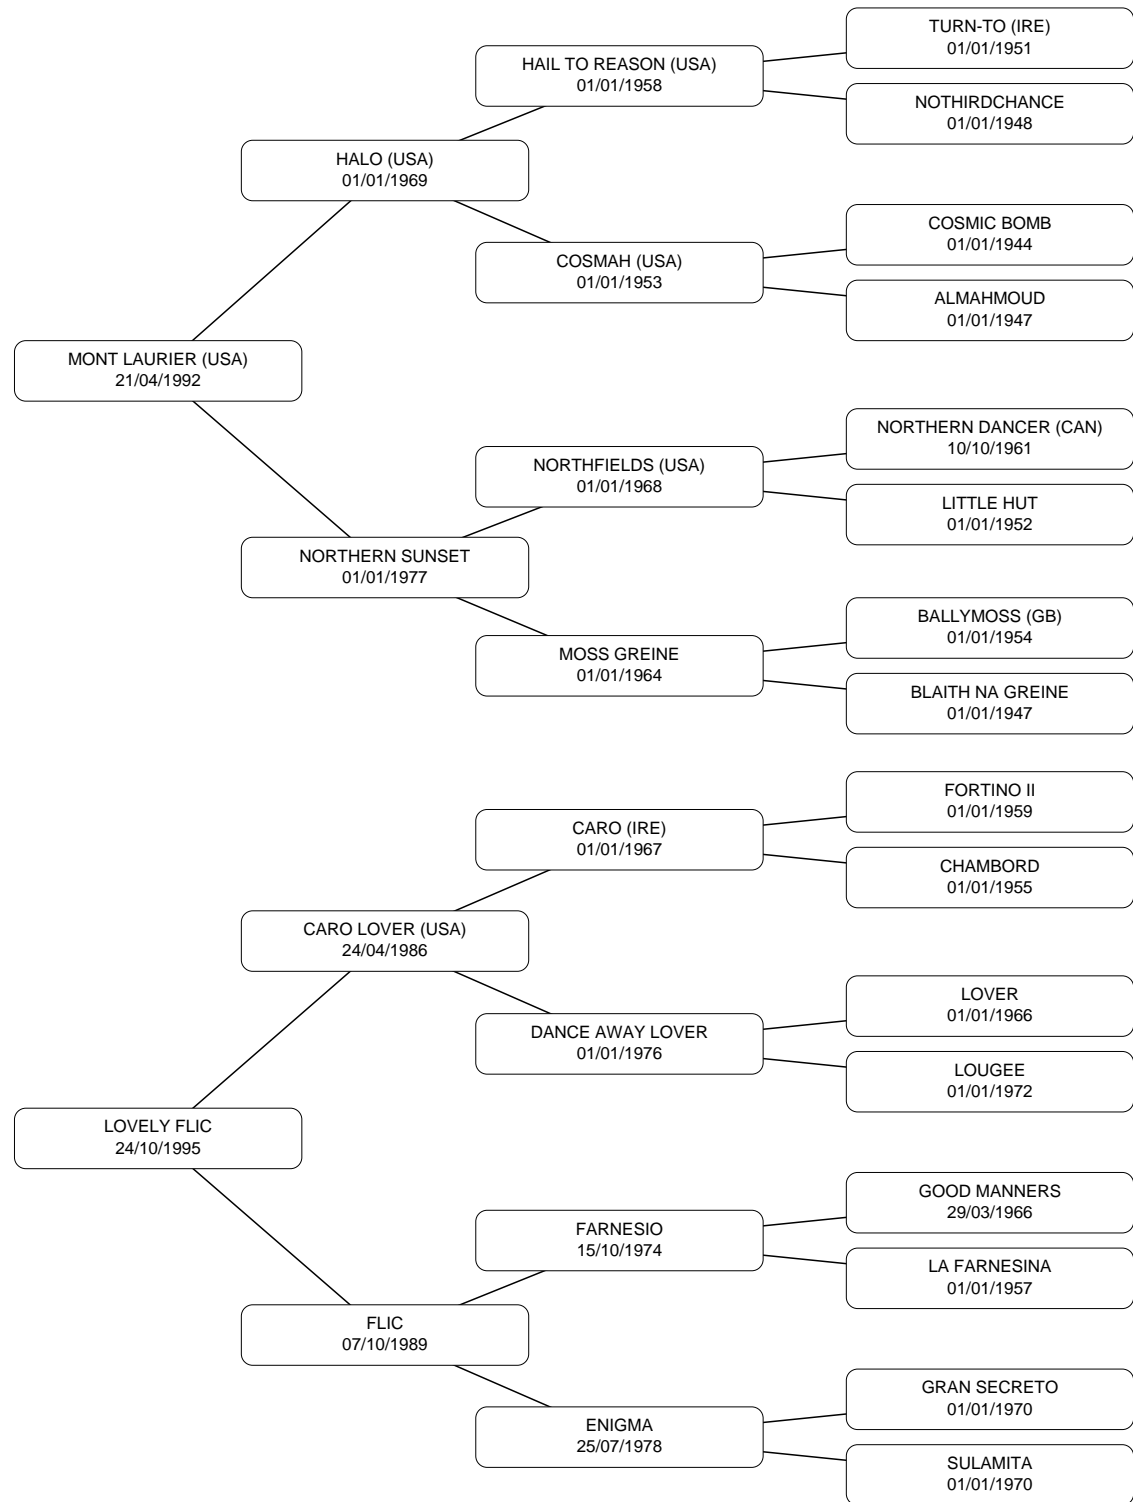 TURN-TO (IRE)
01/01/1951
HAIL TO REASON (USA)
01/01/1958
NOTHIRDCHANCE
01/01/1948
HALO (USA)
01/01/1969
COSMIC BOMB
01/01/1944
COSMAH (USA)
01/01/1953
ALMAHMOUD
01/01/1947
MONT LAURIER (USA)
21/04/1992
NORTHERN DANCER (CAN)
10/10/1961
NORTHFIELDS (USA)
01/01/1968
LITTLE HUT
01/01/1952
NORTHERN SUNSET
01/01/1977
BALLYMOSS (GB)
01/01/1954
MOSS GREINE
01/01/1964
BLAITH NA GREINE
01/01/1947
FORTINO II
01/01/1959
CARO (IRE)
01/01/1967
CHAMBORD
01/01/1955
CARO LOVER (USA)
24/04/1986
LOVER
01/01/1966
DANCE AWAY LOVER
01/01/1976
LOUGEE
01/01/1972
LOVELY FLIC
24/10/1995
GOOD MANNERS
29/03/1966
FARNESIO
15/10/1974
LA FARNESINA
01/01/1957
FLIC
07/10/1989
GRAN SECRETO
01/01/1970
ENIGMA
25/07/1978
SULAMITA
01/01/1970